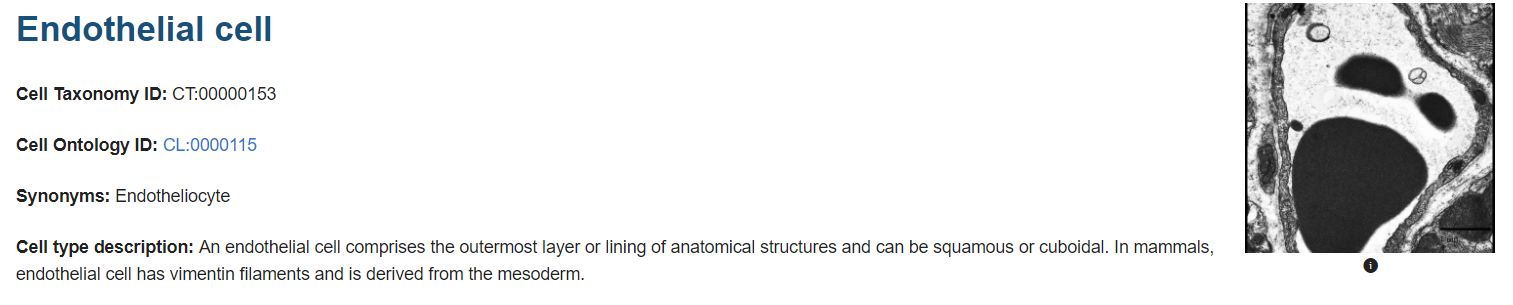 Endothelial cell
Cell Taxonomy ID: CT:00000153
Cell Ontology ID: CL:0000115
Synonyms: Endotheliocyte
Cell type description: An endothelial cell comprises the outermost layer or lining of anatomical structures and can be squamous or cuboidal. In mammals,
endothelial cell has vimentin filaments and is derived from the mesoderm.
i